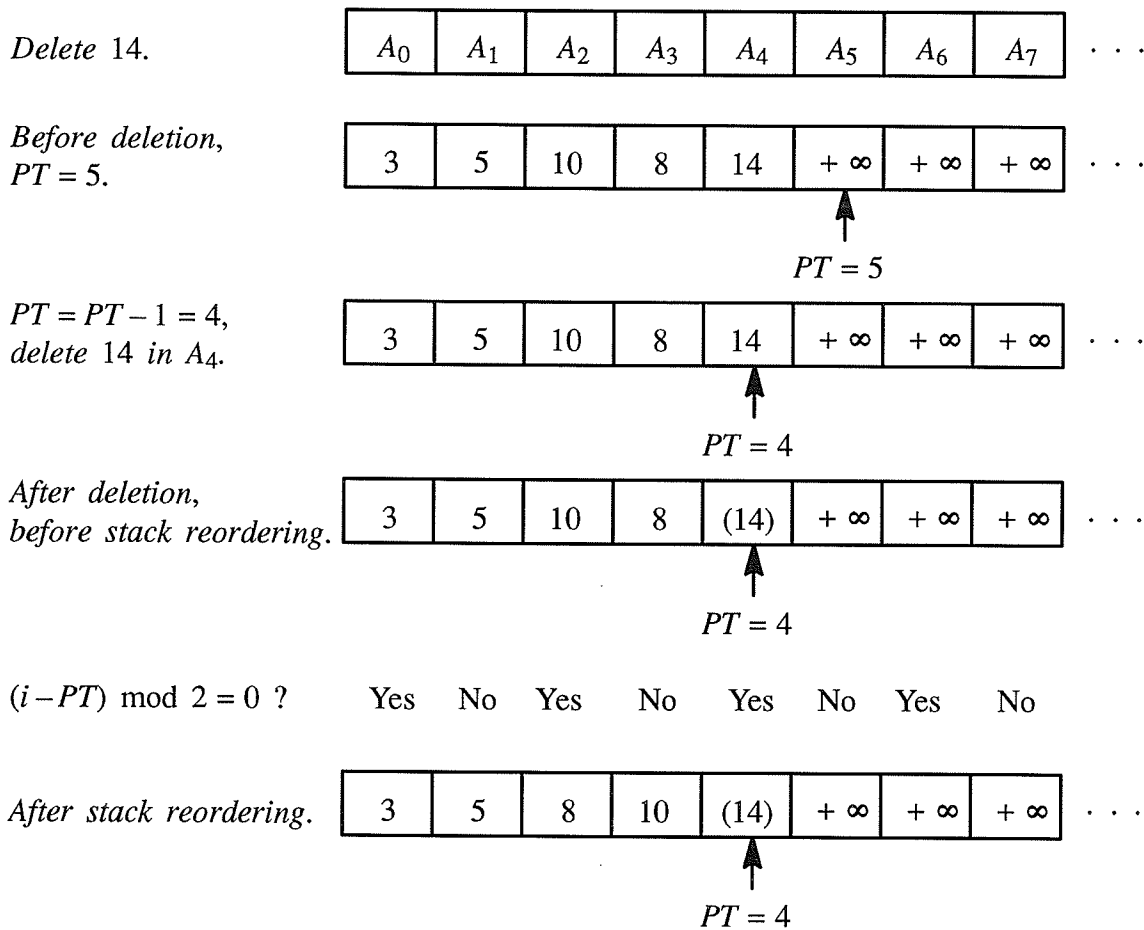 Delete 14.
A0 A1 A2 A3 A4 A5 A6 A7 . . .
Before deletion,
PT = 5.
3 5 10 8 14 + ∞ + ∞ + ∞ . . .
PT = 5
PT = PT – 1 = 4,
delete 14 in A4.
3 5 10 8 14 + ∞ + ∞ + ∞ . . .
PT = 4
After deletion,
before stack reordering.
3 5 10 8 (14) + ∞ + ∞ + ∞ . . .
PT = 4
(i – PT) mod 2 = 0 ? Yes No Yes No Yes No Yes No
After stack reordering. 3 5 8 10 (14) + ∞ + ∞ + ∞ . . .
PT = 4